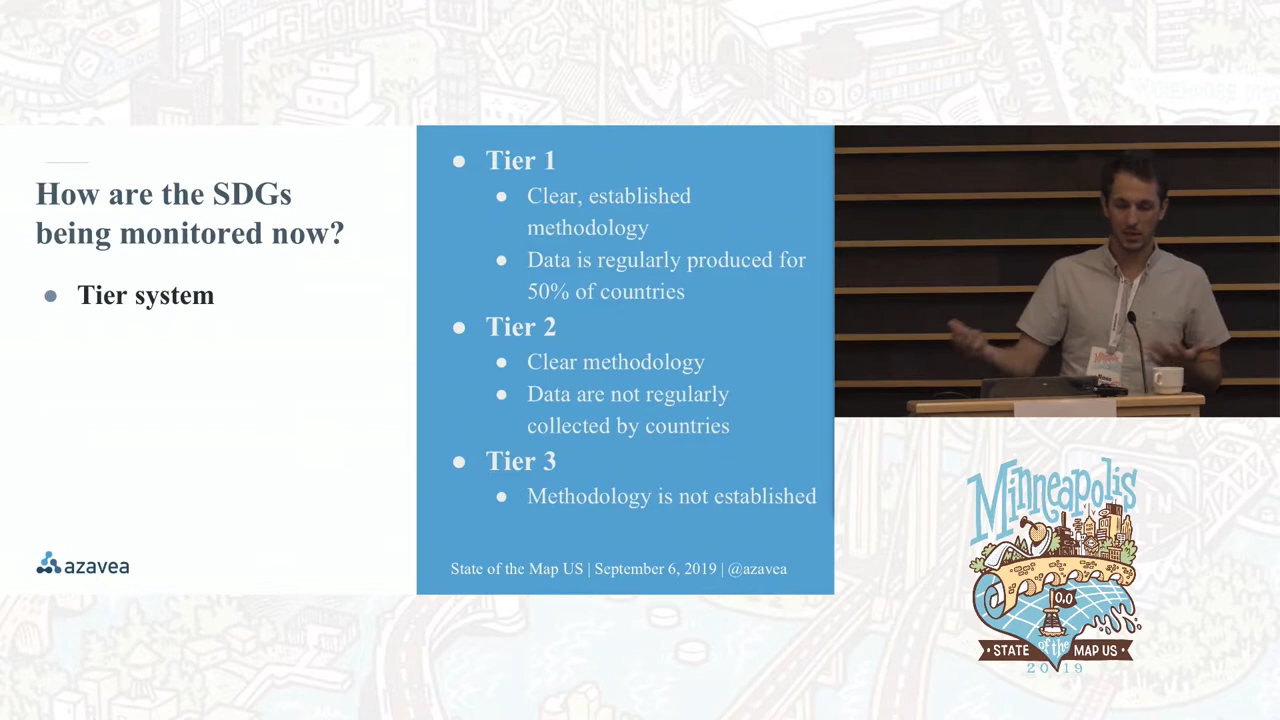 How are the SDGs
being monitored now?
● Tier system
azavea
● Tier 1
● Clear, established
methodology
● Data is regularly produced for
50% of countries
● Tier 2
● Clear methodology
● Data are not regularly
collected by countries
● Tier 3
● Methodology is not established
State of the Map US | September 6, 2019 | @azavea
Minneapolis
0,0
• STATE of the MAP US •
2019